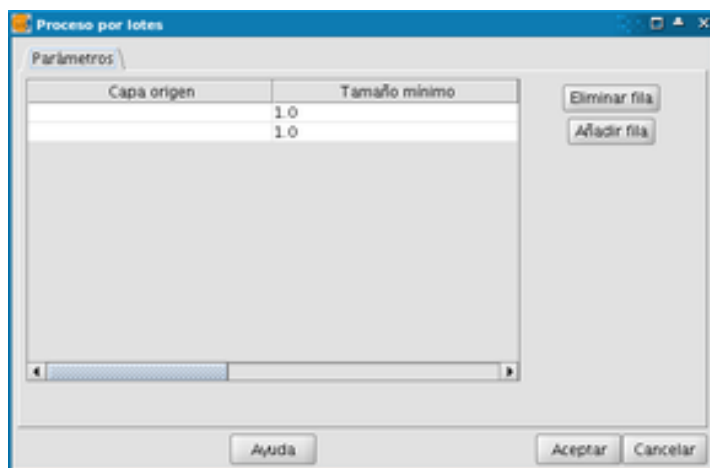 Proceso por lotes
Parámetros
Capa origen Tamaño mínimo
1.0
1.0
Eliminar fila
Añadir fila
Ayuda Aceptar Cancelar